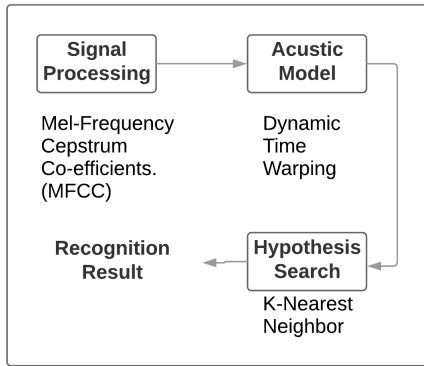 Signal
Processing
Acustic
Model
Mel-Frequency
Cepstrum
Co-efficients.
(MFCC)
Dynamic
Time
Warping
Recognition
Result
Hypothesis
Search
K-Nearest
Neighbor